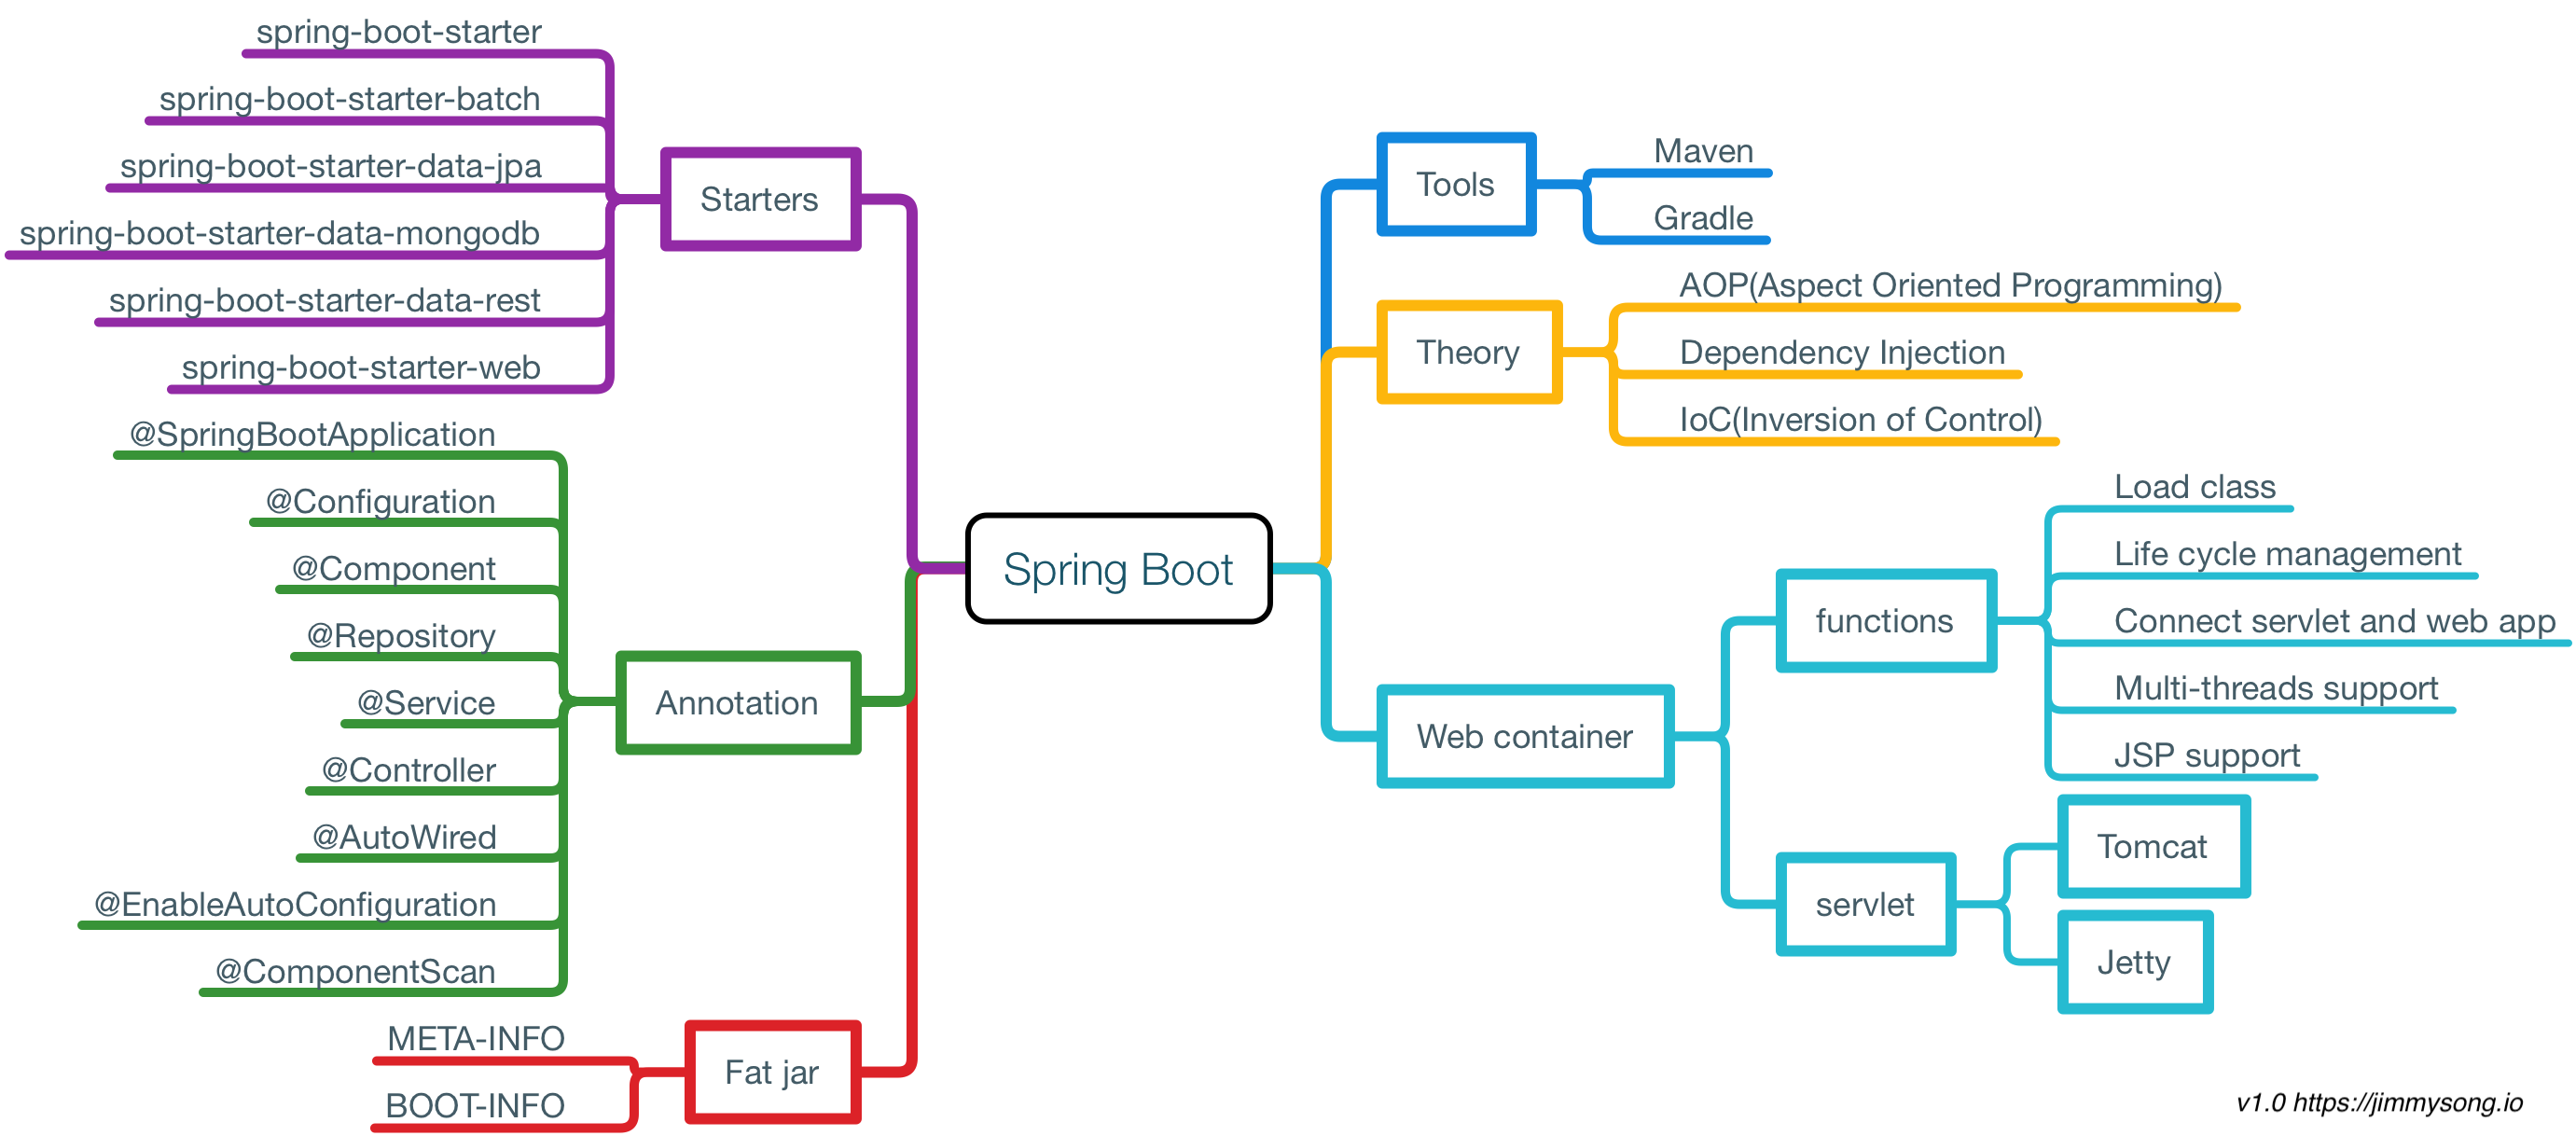 spring-boot-starter
spring-boot-starter-batch
spring-boot-starter-data-jpa
spring-boot-starter-data-mongodb
spring-boot-starter-data-rest
spring-boot-starter-web
Starters
@SpringBootApplication
@Configuration
@Component
@Repository
@Service
@Controller
@AutoWired
@EnableAutoConfiguration
@ComponentScan
Annotation
META-INFO
BOOT-INFO
Fat jar
Spring Boot
Tools
Maven
Gradle
Theory
AOP(Aspect Oriented Programming)
Dependency Injection
IoC(Inversion of Control)
Web container
functions
Load class
Life cycle management
Connect servlet and web app
Multi-threads support
JSP support
servlet
Tomcat
Jetty
v1.0 https://jimmysong.io